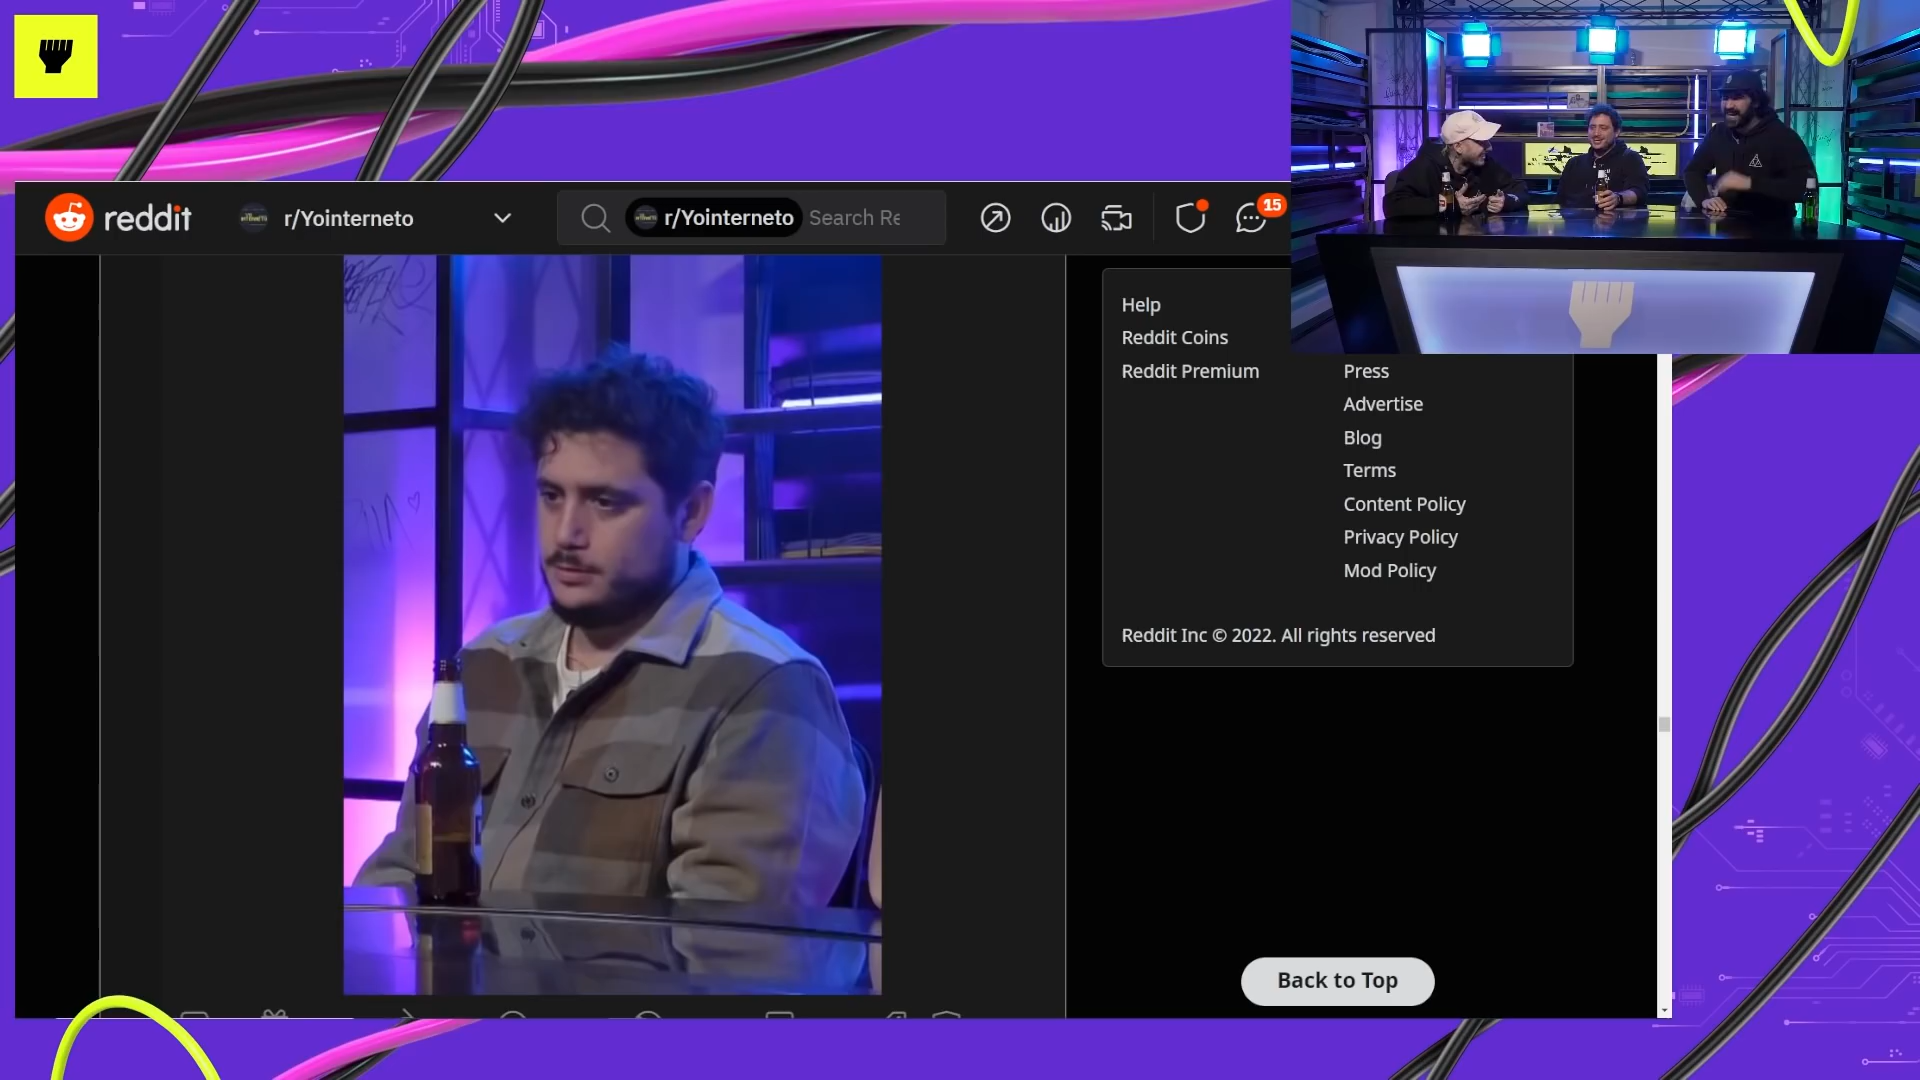 reddit
r/Yointerneto
r/Yointerneto
Search Re
15
Help
Reddit Coins
Reddit Premium
Press
Advertise
Blog
Terms
Content Policy
Privacy Policy
Mod Policy
Reddit Inc © 2022. All rights reserved
Back to Top